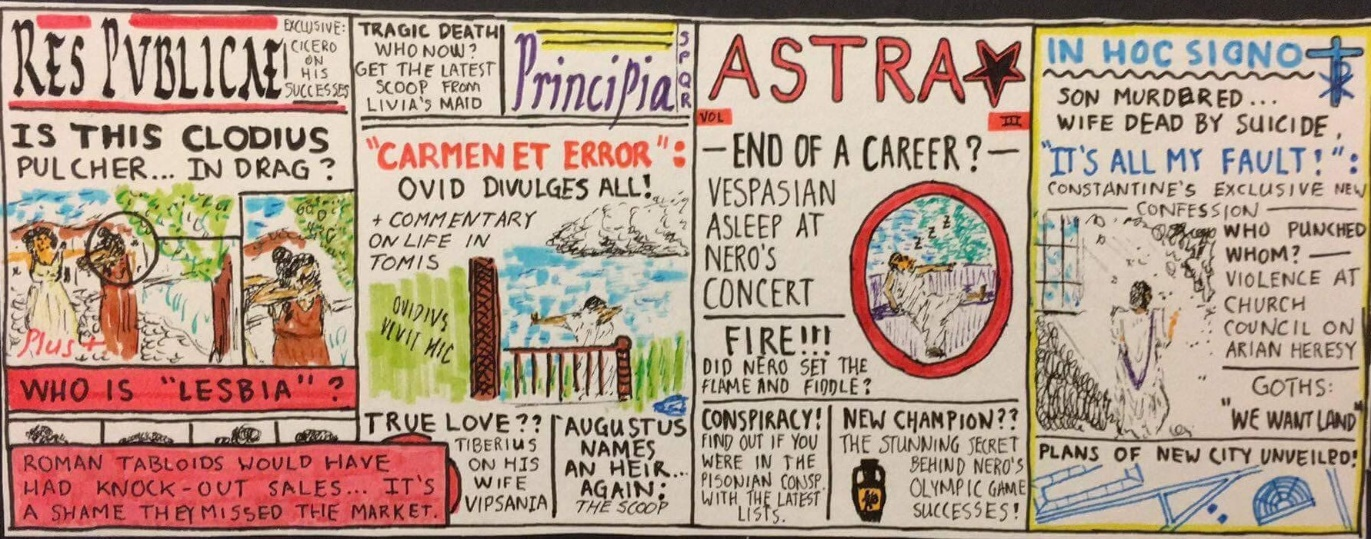 RES PVBLICAE
EXCLUSIVE:
CICERO
ON
HIS
SUCCESSES
IS THIS CLODIUS
PULCHER... IN DRAG?
Plus +
WHO IS "LESBIA"?
ROMAN TABLOIDS WOULD HAVE
HAD KNOCK-OUT SALES... IT'S
A SHAME THEY MISSED THE MARKET.
TRAGIC DEATH
WHO NOW?
GET THE LATEST
SCOOP FROM
LIVIA'S MAID
Principia
SPQR
"CARMEN ET ERROR":
OVID DIVULGES ALL!
+ COMMENTARY
ON LIFE IN
TOMIS
OVIDIVS
VENIT HIC
TRUE LOVE??
TIBERIUS
ON HIS
WIFE
VIPSANIA
AUGUSTUS
NAMES
AN HEIR...
AGAIN:
THE SCOOP
ASTRA
VOL III
—END OF A CAREER?—
VESPASIAN
ASLEEP AT
NERO'S
CONCERT
Z Z Z Z
FIRE!!!
DID NERO SET THE
FLAME AND FIDDLE?
CONSPIRACY!
FIND OUT IF YOU
WERE IN THE
PISONIAN CONSP.
WITH THE LATEST
LISTS.
NEW CHAMPION??
THE STUNNING SECRET
BEHIND NERO'S
OLYMPIC GAME
SUCCESSES!
IN HOC SIGNO
SON MURDERED...
WIFE DEAD BY SUICIDE,
"IT'S ALL MY FAULT!":
CONSTANTINE'S EXCLUSIVE NEW
CONFESSION
WHO PUNCHED
WHOM? —
VIOLENCE AT
CHURCH
COUNCIL ON
ARIAN HERESY
GOTHS:
"WE WANT LAND"
PLANS OF NEW CITY UNVEILED!